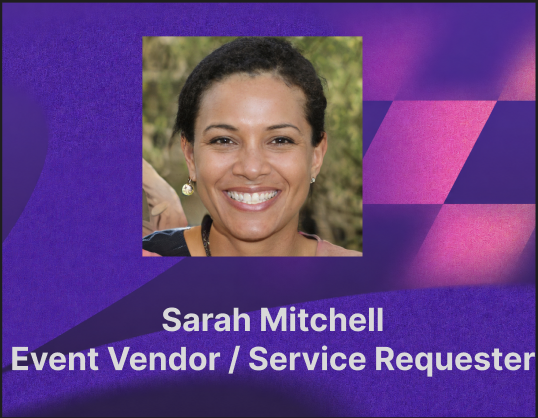 Sarah Mitchell
Event Vendor / Service Requester